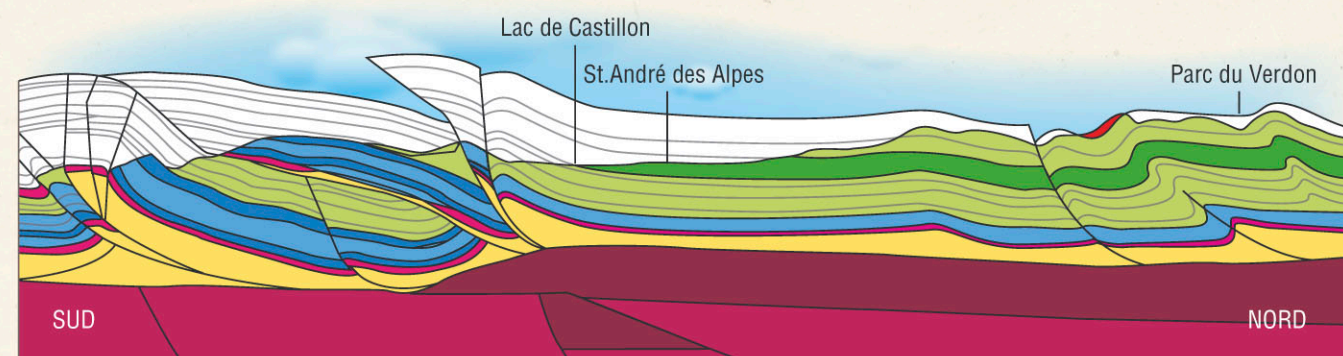 Lac de Castillon
St.André des Alpes
Parc du Verdon
SUD
NORD